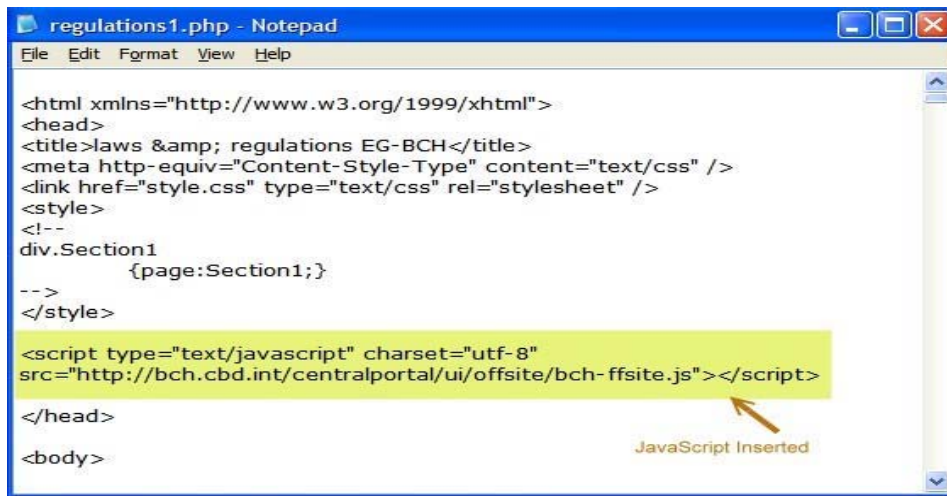 regulations1.php - Notepad
File Edit Format View Help
<html xmlns="http://www.w3.org/1999/xhtml">
<head>
<title>laws &amp; regulations EG-BCH</title>
<meta http-equiv="Content-Style-Type" content="text/css" />
<link href="style.css" type="text/css" rel="stylesheet" />
<style>
<!--
div.Section1
{page:Section1;}
-->
</style>
<script type="text/javascript" charset="utf-8"
src="http://bch.cbd.int/centralportal/ui/offsite/bch-ffsite.js"></script>
</head>
JavaScript Inserted
<body>